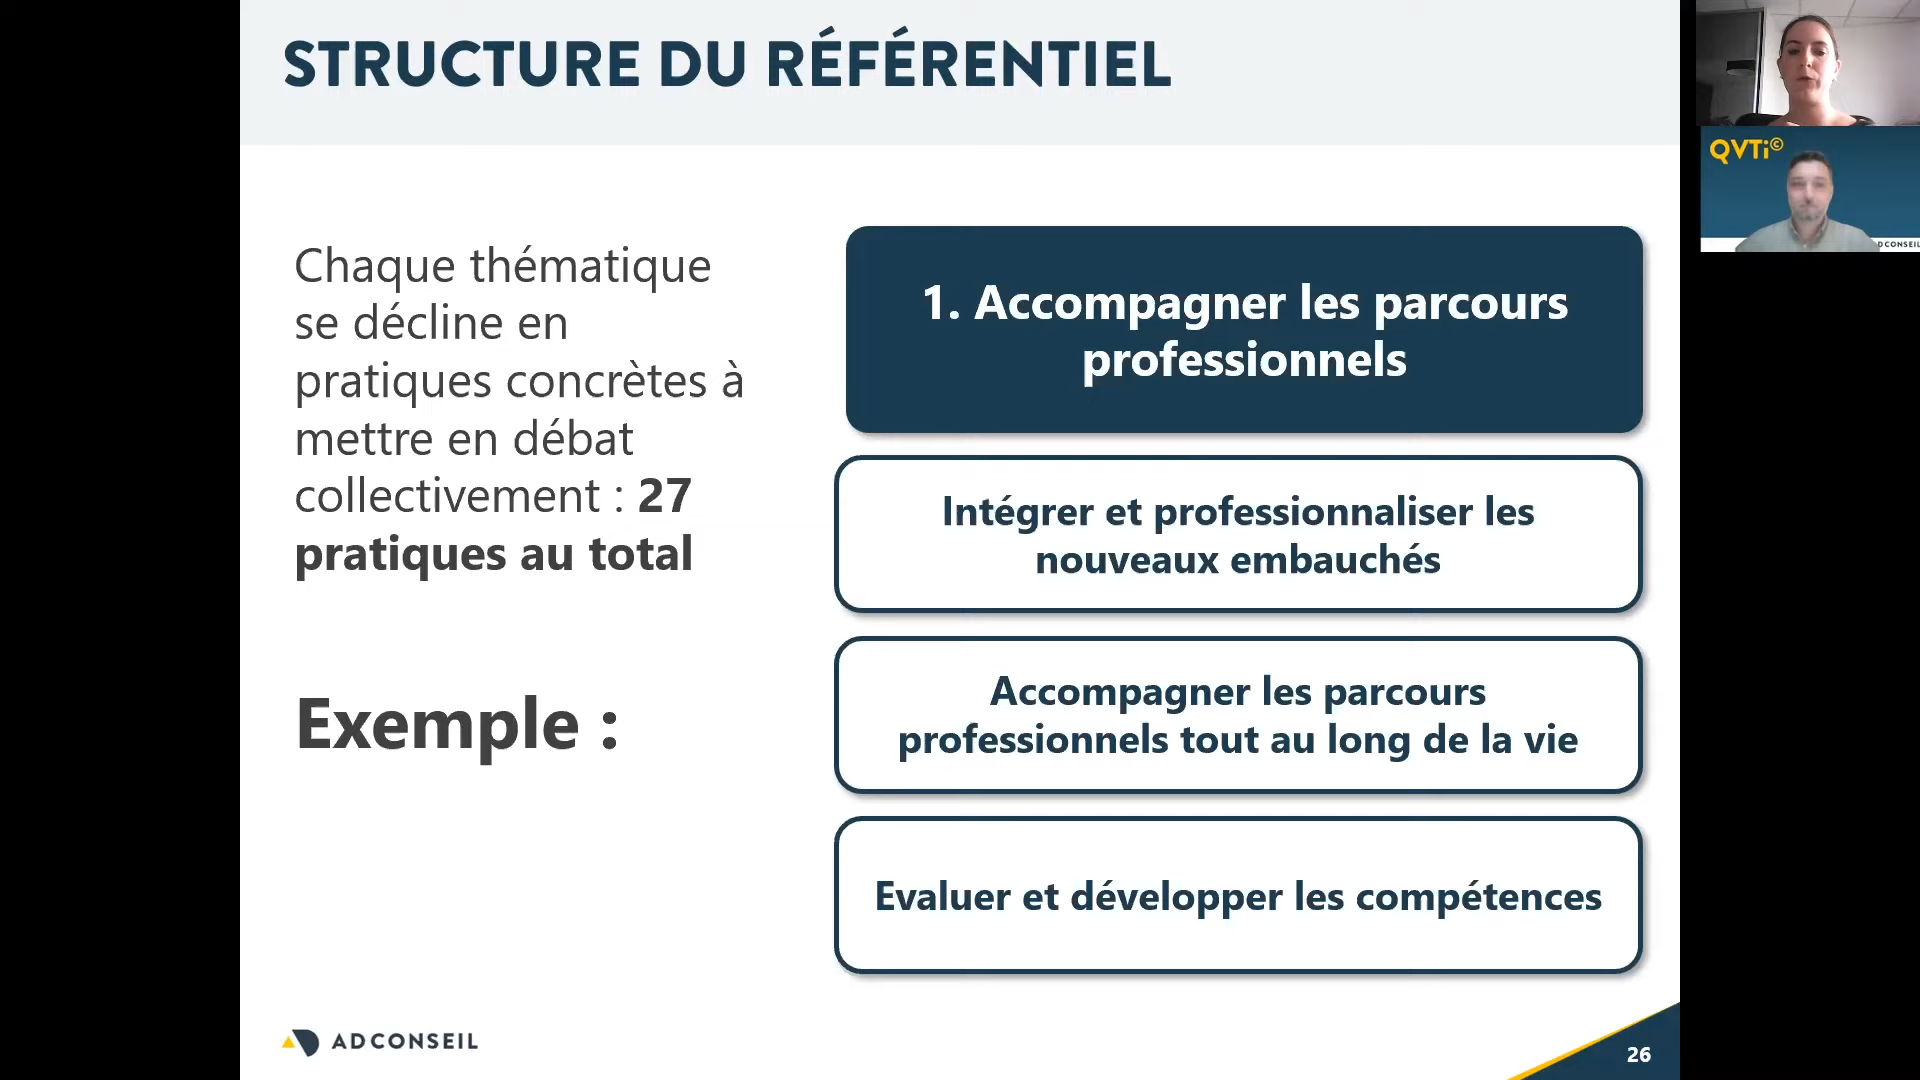 STRUCTURE DU RÉFÉRENTIEL
Chaque thématique
se décline en
pratiques concrètes à
mettre en débat
collectivement : 27
pratiques au total
Exemple :
1. Accompagner les parcours
professionnels
Intégrer et professionnaliser les
nouveaux embauchés
Accompagner les parcours
professionnels tout au long de la vie
Evaluer et développer les compétences
ADCONSEIL
26
QVTi©
DCONSEIL